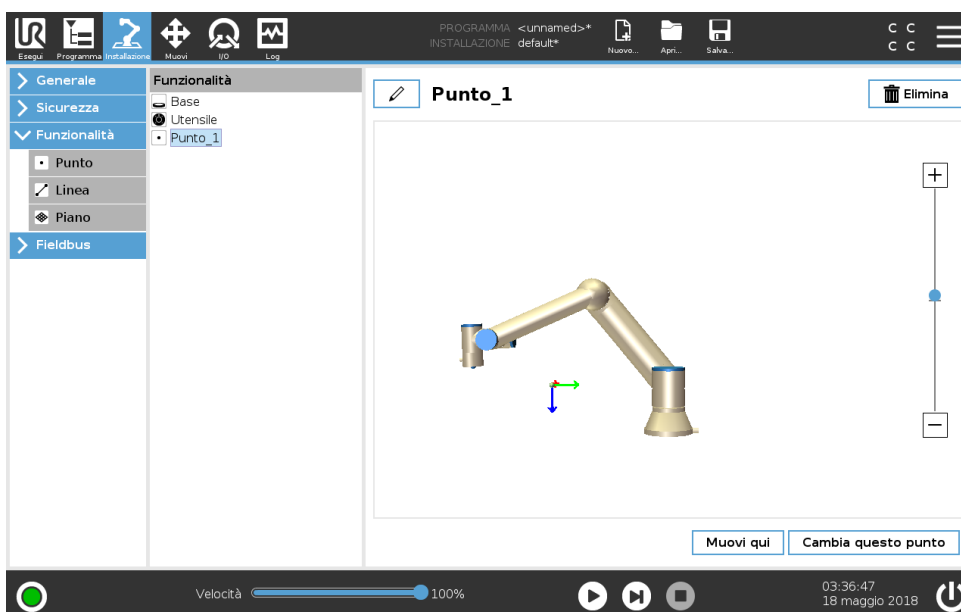 UR
Esegui
Programma
Installazione
Muovi
I/O
Log
PROGRAMMA <unnamed>*
INSTALLAZIONE default*
Nuovo...
Apri...
Salva...
C C
C C
Generale
Sicurezza
Funzionalità
Punto
Linea
Piano
Fieldbus
Funzionalità
Base
Utensile
Punto_1
Punto_1
Elimina
Muovi qui
Cambia questo punto
Velocità
100%
03:36:47
18 maggio 2018